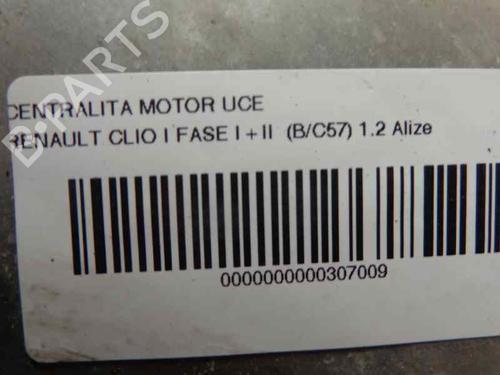 CENTRALITA MOTOR UCE
RENAULT CLIO I FASE I + II (B/C57) 1.2 Alize
0000000000307009
B-PARTS